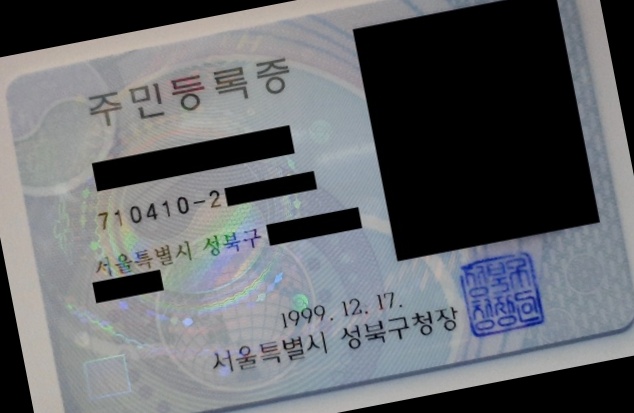 주민등록증
710410-2
서울특별시 성북구
1999.12.17.
서울특별시 성북구청장